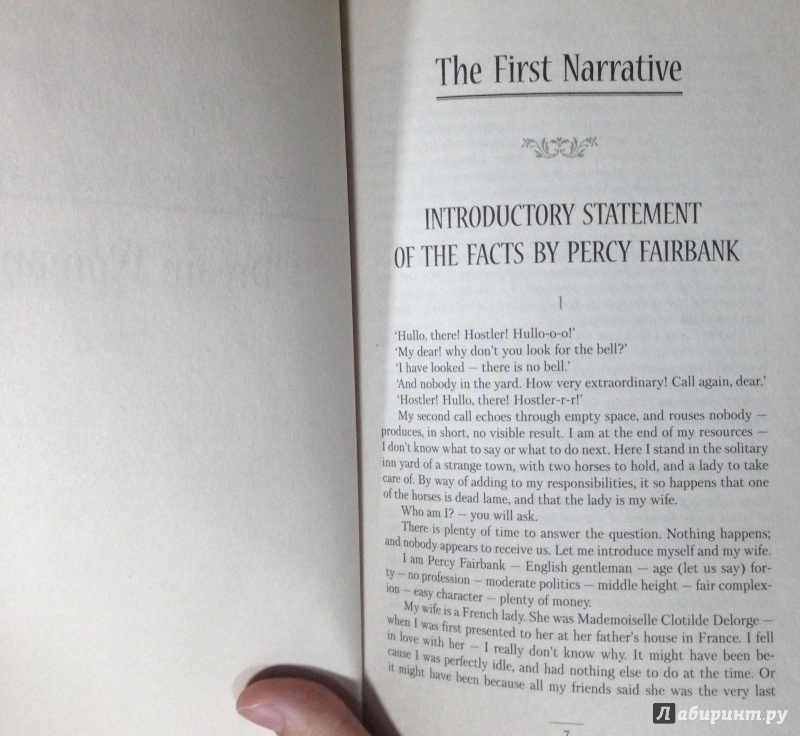 The First Narrative
INTRODUCTORY STATEMENT
OF THE FACTS BY PERCY FAIRBANK
I
‘Hullo, there! Hostler! Hullo-o-o!’
‘My dear! why don’t you look for the bell?’
‘I have looked — there is no bell.’
‘And nobody in the yard. How very extraordinary! Call again, dear.’
‘Hostler! Hullo, there! Hostler-r-r!’
My second call echoes through empty space, and rouses nobody —
produces, in short, no visible result. I am at the end of my resources —
I don’t know what to say or what to do next. Here I stand in the solitary
inn yard of a strange town, with two horses to hold, and a lady to take
care of. By way of adding to my responsibilities, it so happens that one
of the horses is dead lame, and that the lady is my wife.
Who am I? — you will ask.
There is plenty of time to answer the question. Nothing happens;
and nobody appears to receive us. Let me introduce myself and my wife.
I am Percy Fairbank — English gentleman — age (let us say) for-
ty — no profession — moderate politics — middle height — fair complex-
ion — easy character — plenty of money.
My wife is a French lady. She was Mademoiselle Clotilde Delorge —
when I was first presented to her at her father’s house in France. I fell
in love with her — I really don’t know why. It might have been be-
cause I was perfectly idle, and had nothing else to do at the time. Or
it might have been because all my friends said she was the very last
7
Лабиринт.ру